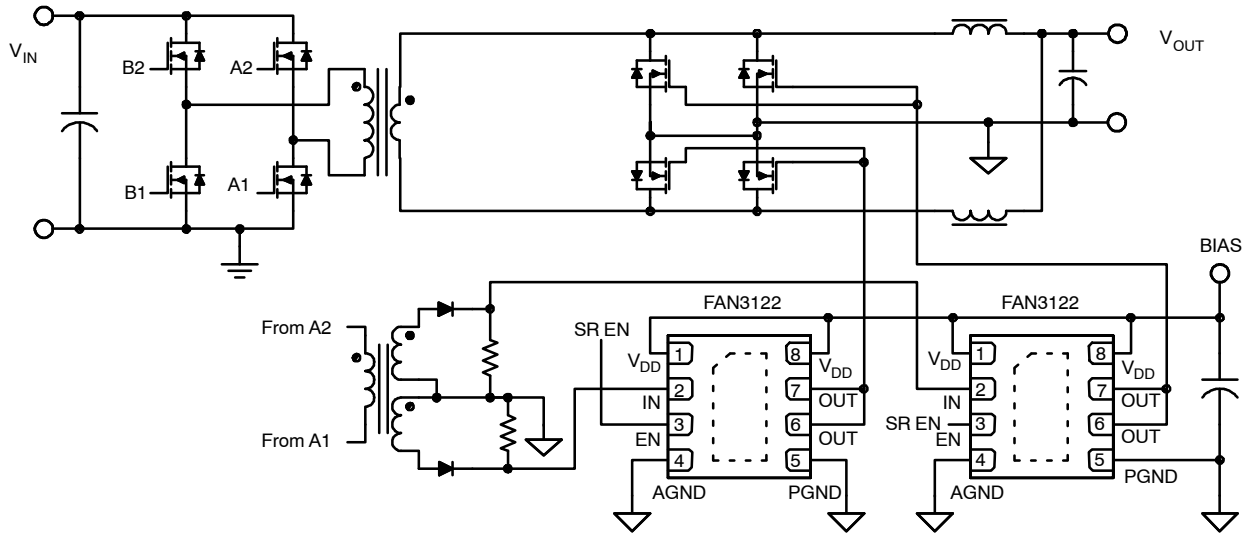 V_IN
B2
A2
B1
A1
V_OUT
BIAS
FAN3122
FAN3122
From A2
From A1
SR EN
V_DD
1
8
V_DD
2
IN
7
OUT
3
EN
6
OUT
4
AGND
5
PGND
V_DD
1
8
V_DD
2
IN
7
OUT
SR EN
3
EN
6
OUT
4
AGND
5
PGND